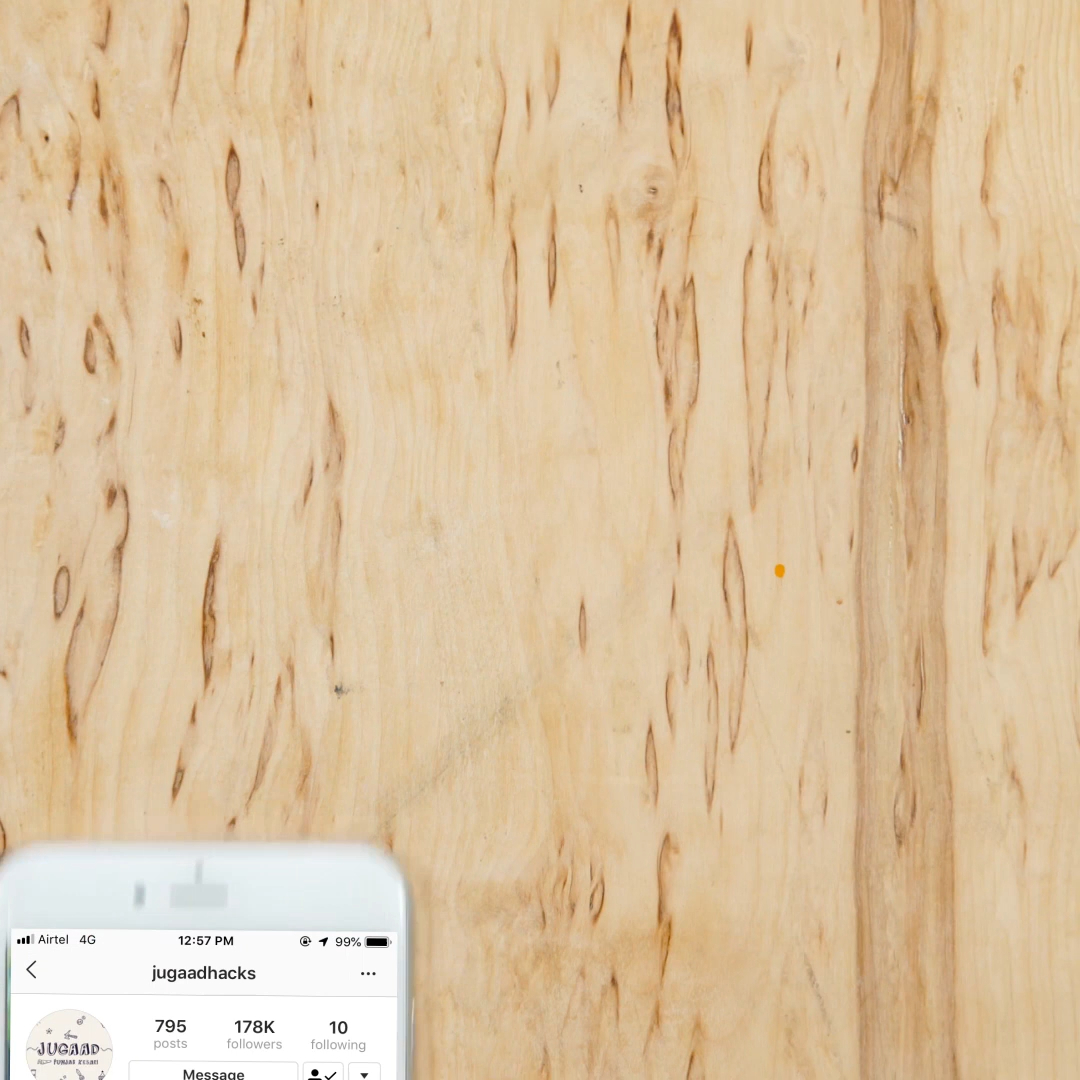 Airtel 4G 12:57 PM 99%
jugaadhacks
795 178K 10
posts followers following
JUGAAD
Message